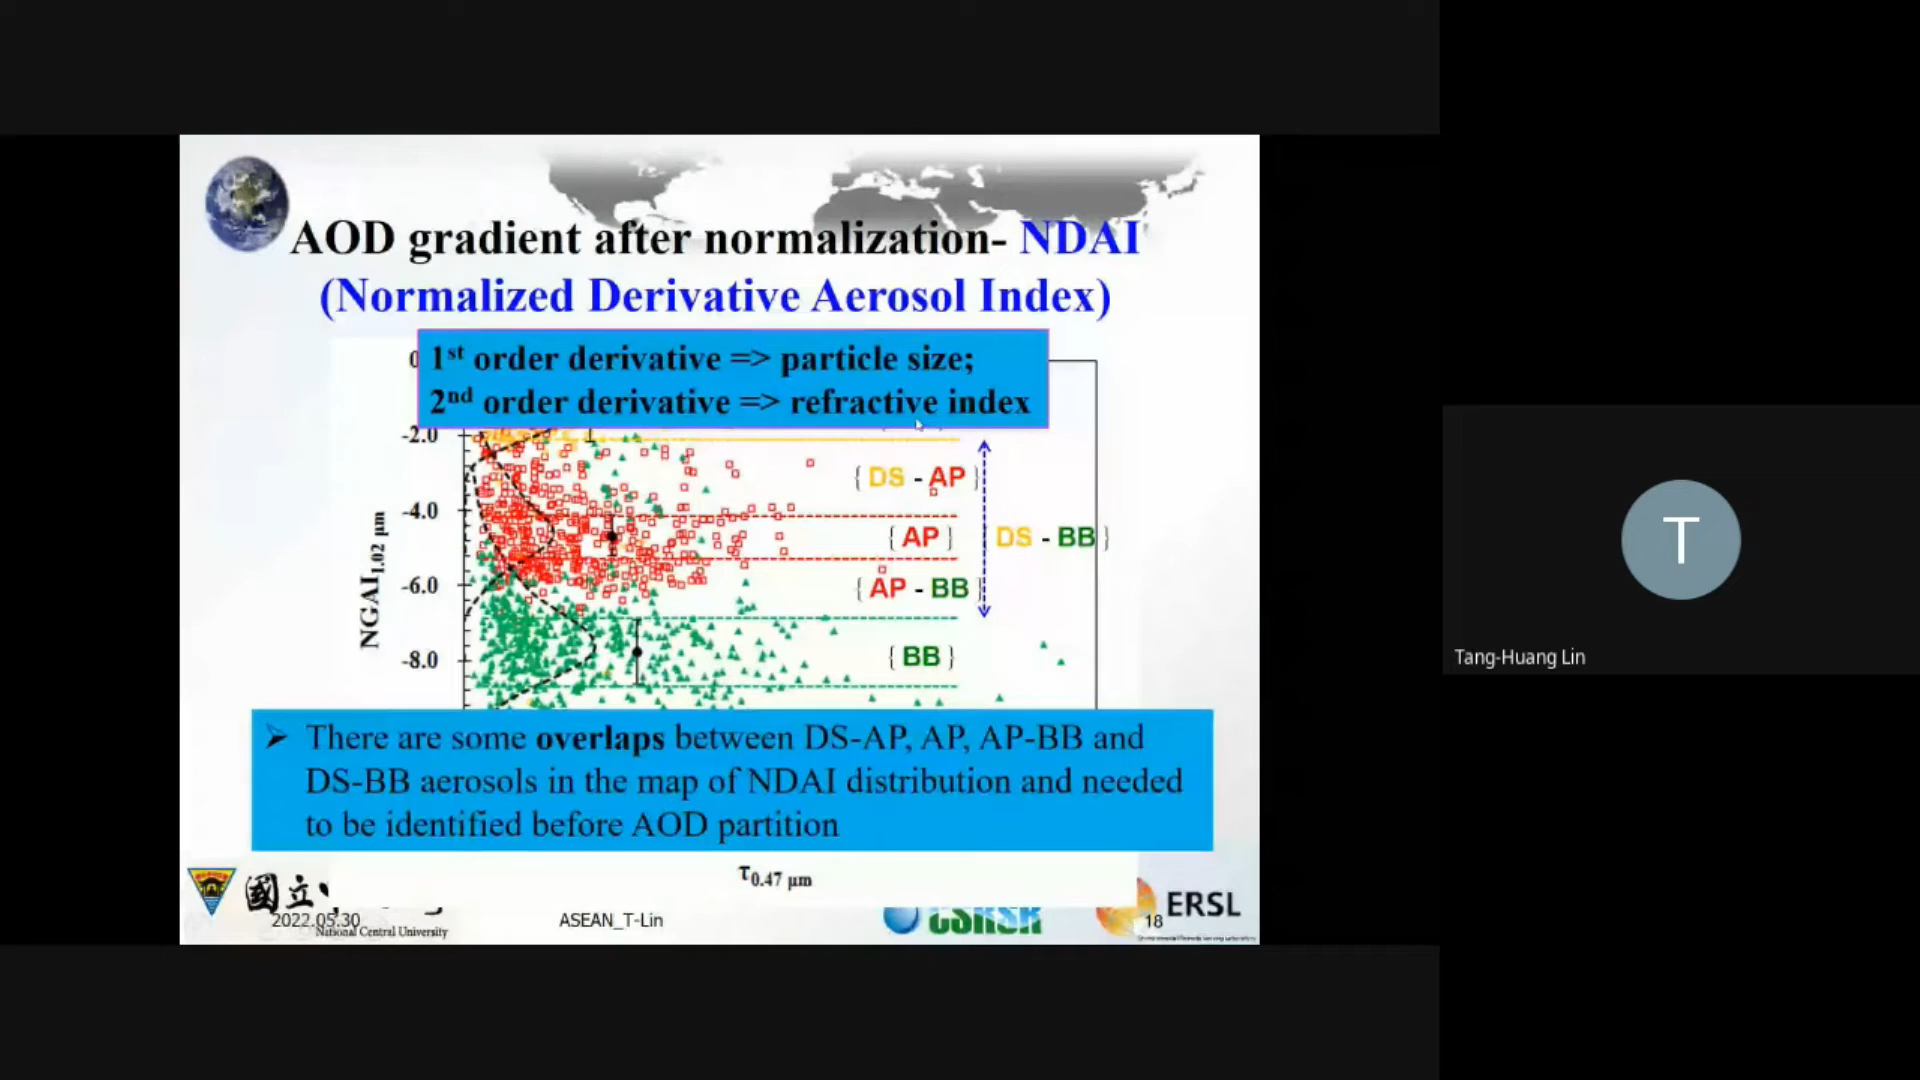 AOD gradient after normalization- NDAI
(Normalized Derivative Aerosol Index)
1st order derivative => particle size;
2nd order derivative => refractive index
-2.0
-4.0
-6.0
-8.0
NGAI1.02 μm
{ DS - AP }
{ AP }
DS - BB }
{ AP - BB }
{ BB }
➢ There are some overlaps between DS-AP, AP, AP-BB and
DS-BB aerosols in the map of NDAI distribution and needed
to be identified before AOD partition
τ0.47 μm
國立
2022.05.30
National Central University
ASEAN_T-Lin
CSRSR
18
ERSL
T
Tang-Huang Lin